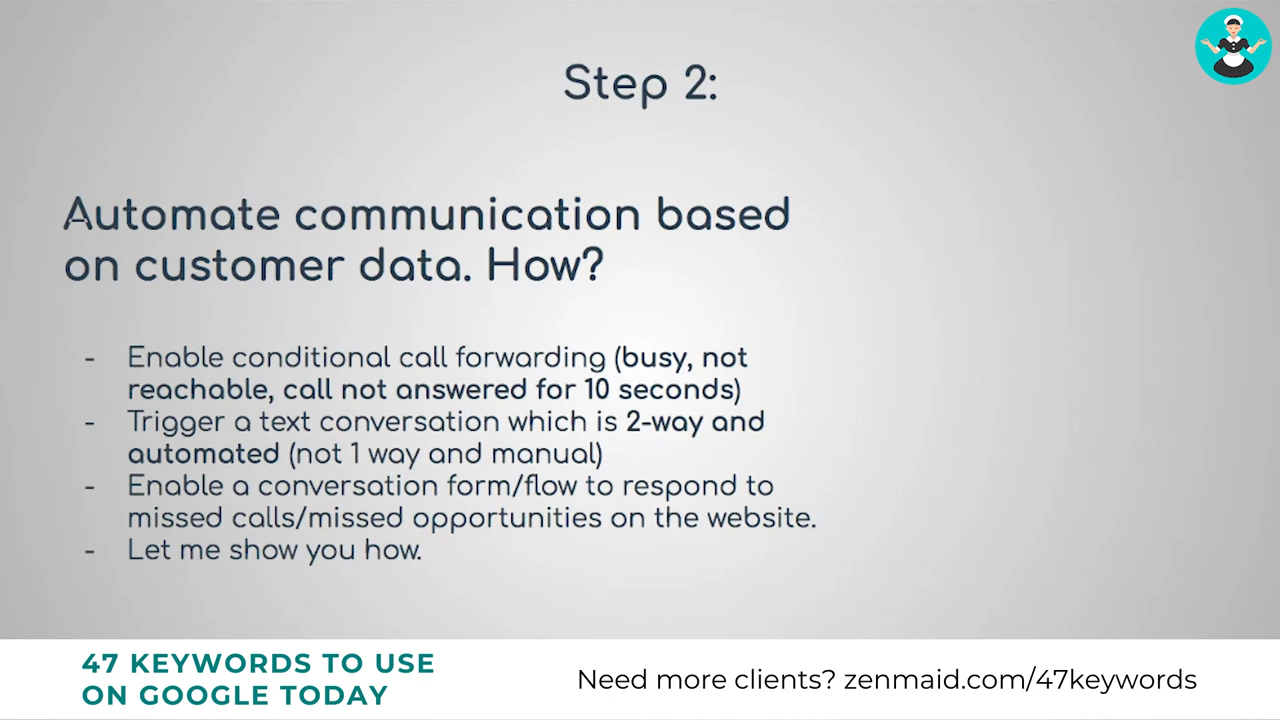 Step 2:
Automate communication based
on customer data. How?
- Enable conditional call forwarding (busy, not
reachable, call not answered for 10 seconds)
- Trigger a text conversation which is 2-way and
automated (not 1 way and manual)
- Enable a conversation form/flow to respond to
missed calls/missed opportunities on the website.
- Let me show you how.
47 KEYWORDS TO USE
ON GOOGLE TODAY
Need more clients? zenmaid.com/47keywords